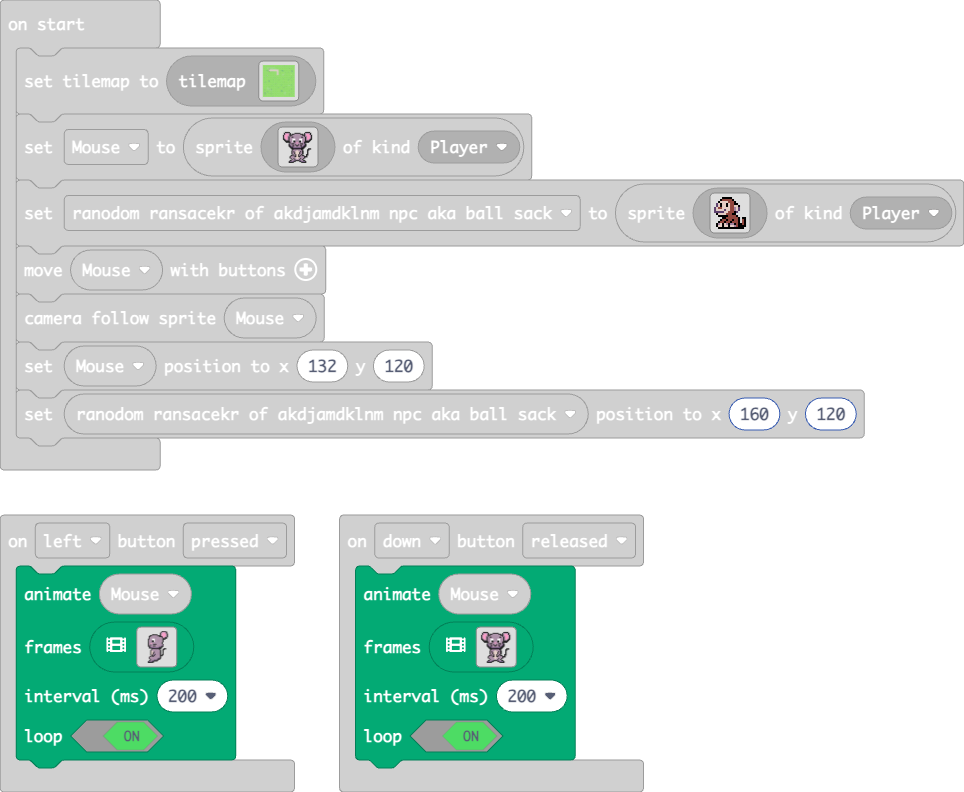 on start
set tilemap to tilemap
set Mouse to sprite of kind Player
set ranodom ransacekr of akdjamdklnm npc aka ball sack to sprite of kind Player
move Mouse with buttons
camera follow sprite Mouse
set Mouse position to x 132 y 120
set ranodom ransacekr of akdjamdklnm npc aka ball sack position to x 160 y 120
on left button pressed
animate Mouse
frames
interval (ms) 200
loop ON
on down button released
animate Mouse
frames
interval (ms) 200
loop ON